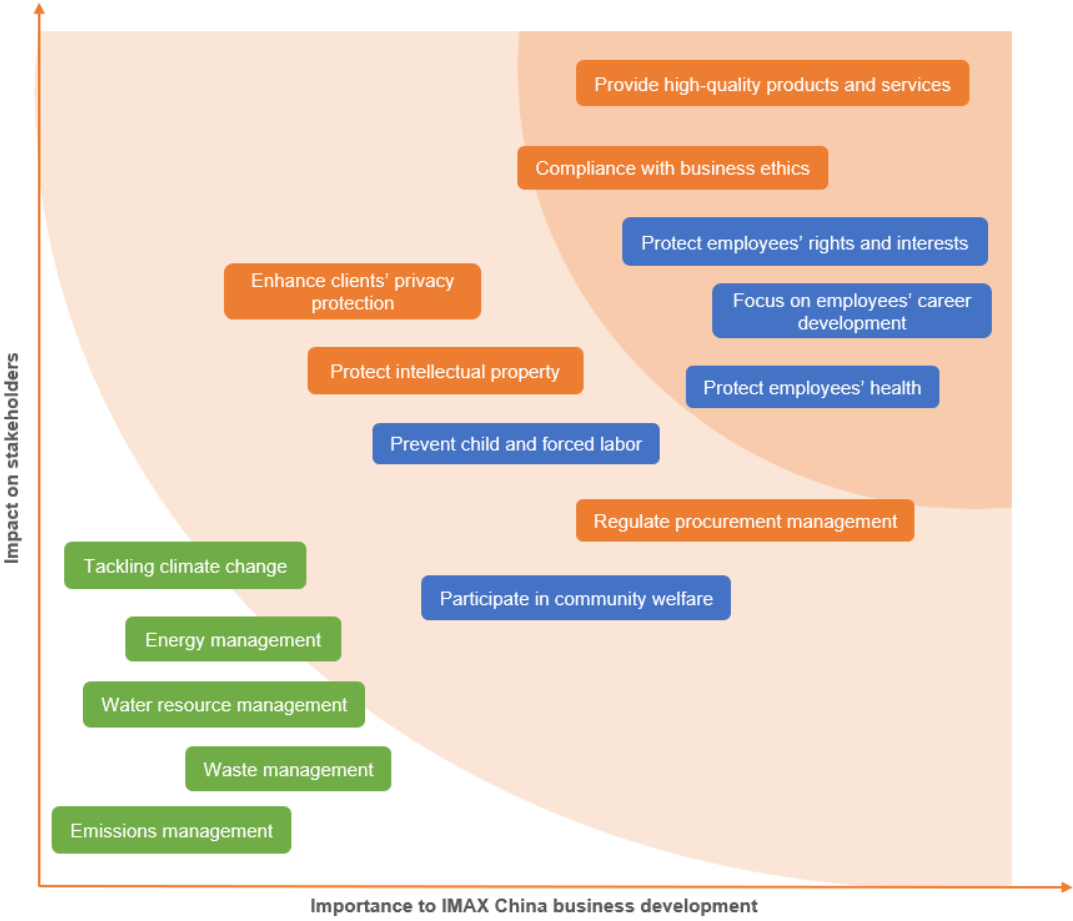 Provide high-quality products and services
Compliance with business ethics
Protect employees’ rights and interests
Enhance clients’ privacy
protection
Focus on employees’ career
development
Protect intellectual property
Protect employees’ health
Prevent child and forced labor
Regulate procurement management
Tackling climate change
Participate in community welfare
Energy management
Water resource management
Waste management
Emissions management
Impact on stakeholders
Importance to IMAX China business development